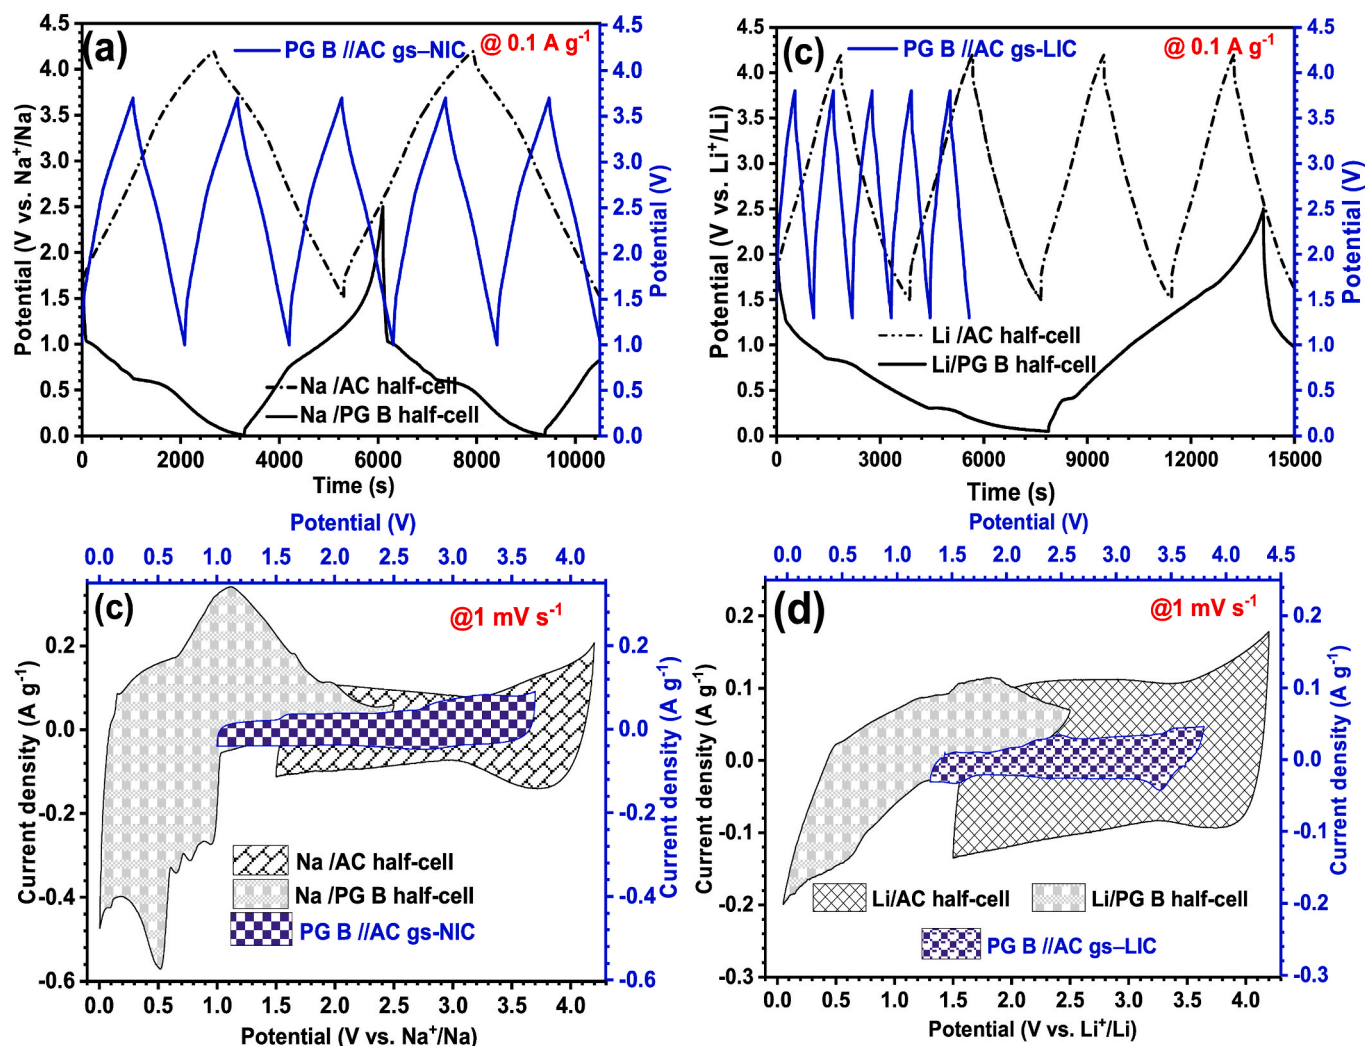 (a)
PG B //AC gs–NIC
@ 0.1 A g⁻¹
Potential (V vs. Na⁺/Na)
4.5
4.0
3.5
3.0
2.5
2.0
1.5
1.0
0.5
0.0
Na /AC half-cell
Na /PG B half-cell
4.5
4.0
3.5
3.0
2.5
2.0
1.5
1.0
0.5
0.0
Potential (V)
0 2000 4000 6000 8000 10000
Time (s)
(c)
PG B //AC gs-LIC
@ 0.1 A g⁻¹
Potential (V vs. Li⁺/Li)
4.5
4.0
3.5
3.0
2.5
2.0
1.5
1.0
0.5
0.0
Li /AC half-cell
Li/PG B half-cell
4.5
4.0
3.5
3.0
2.5
2.0
1.5
1.0
0.5
0.0
Potential (V)
0 3000 6000 9000 12000 15000
Time (s)
Potential (V)
0.0 0.5 1.0 1.5 2.0 2.5 3.0 3.5 4.0
(c)
@1 mV s⁻¹
Current density (A g⁻¹)
0.2
0.0
-0.2
-0.4
-0.6
Na /AC half-cell
Na /PG B half-cell
PG B //AC gs-NIC
0.2
0.0
-0.2
-0.4
-0.6
Current density (A g⁻¹)
0.0 0.5 1.0 1.5 2.0 2.5 3.0 3.5 4.0
Potential (V vs. Na⁺/Na)
Potential (V)
0.0 0.5 1.0 1.5 2.0 2.5 3.0 3.5 4.0 4.5
(d)
@1 mV s⁻¹
Current density (A g⁻¹)
0.2
0.1
0.0
-0.1
-0.2
-0.3
Li/AC half-cell
Li/PG B half-cell
PG B //AC gs–LIC
0.2
0.1
0.0
-0.1
-0.2
-0.3
Current density (A g⁻¹)
0.0 0.5 1.0 1.5 2.0 2.5 3.0 3.5 4.0
Potential (V vs. Li⁺/Li)